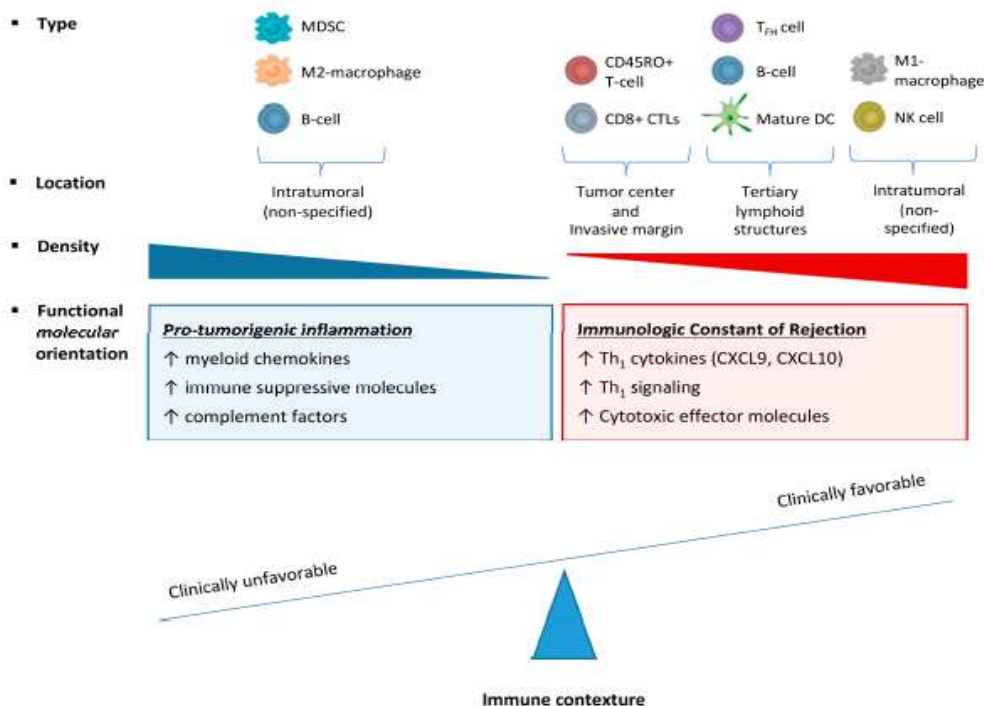 ▪ Type
MDSC
M2-macrophage
B-cell
CD45RO+
T-cell
CD8+ CTLs
T_FH cell
B-cell
Mature DC
M1-
macrophage
NK cell
▪ Location
Intratumoral
(non-specified)
Tumor center
and
Invasive margin
Tertiary
lymphoid
structures
Intratumoral
(non-
specified)
▪ Density
▪ Functional
molecular
orientation
Pro-tumorigenic inflammation
↑ myeloid chemokines
↑ immune suppressive molecules
↑ complement factors
Immunologic Constant of Rejection
↑ Th₁ cytokines (CXCL9, CXCL10)
↑ Th₁ signaling
↑ Cytotoxic effector molecules
Clinically unfavorable
Clinically favorable
Immune contexture